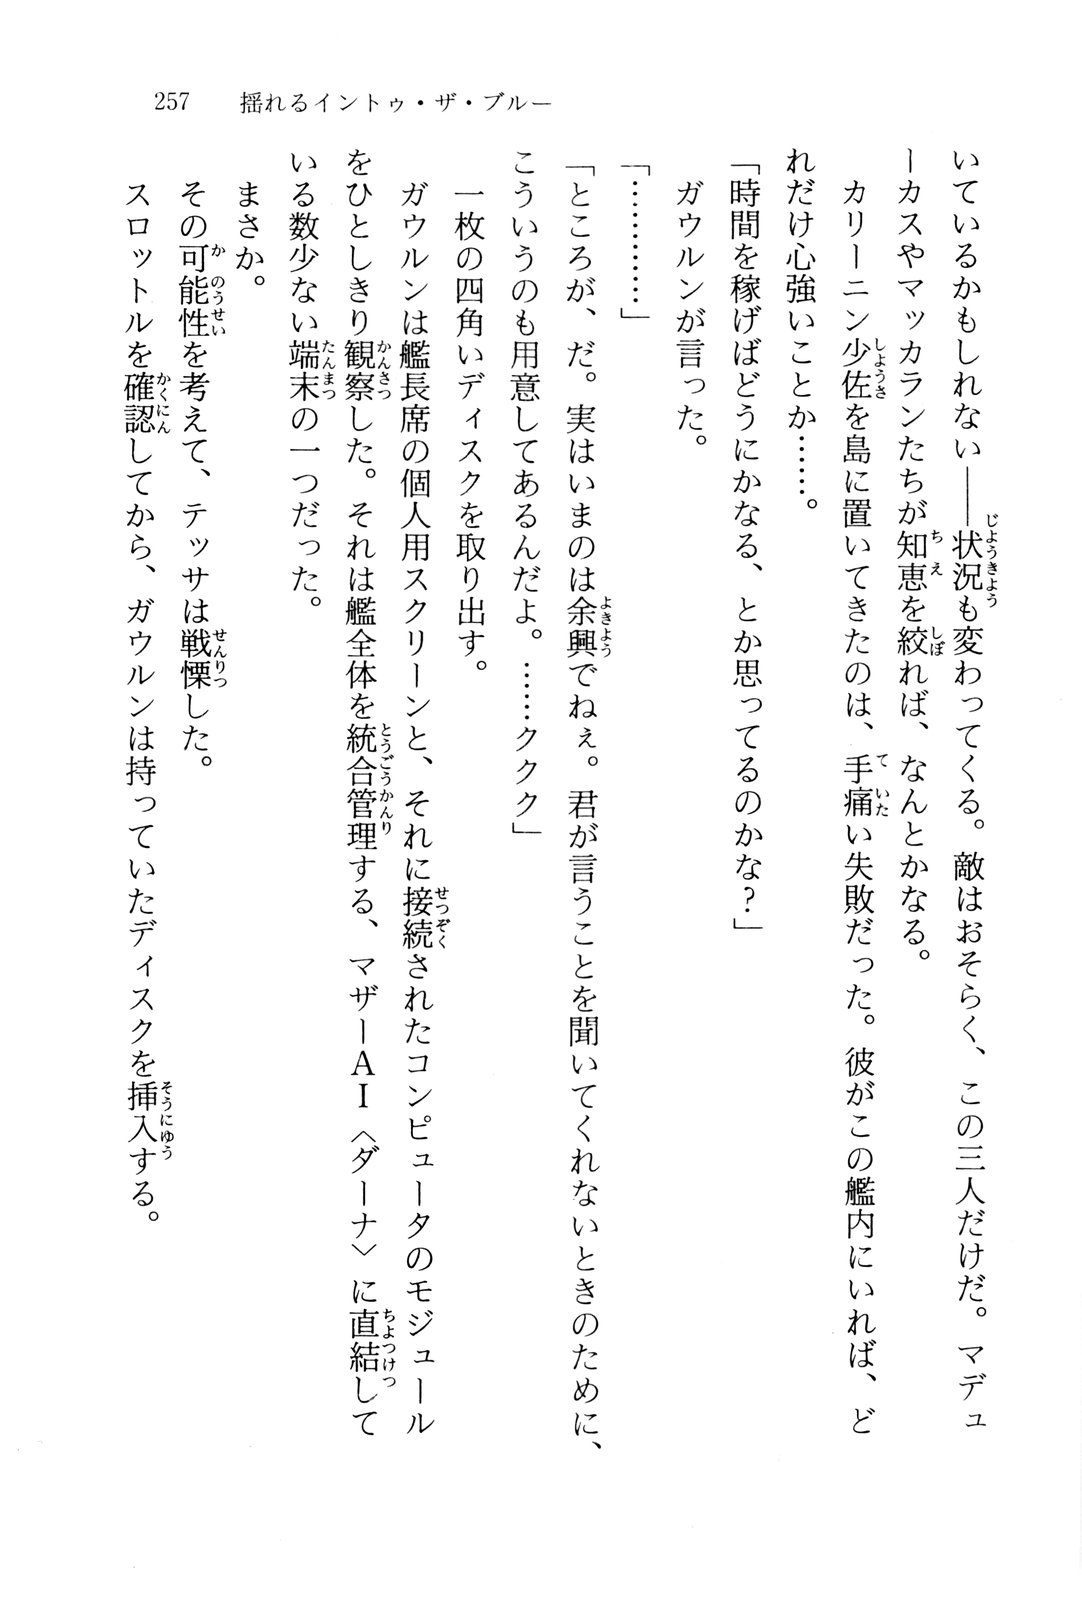 257　揺れるイントゥ・ザ・ブルー
いているかもしれない――状況も変わってくる。敵はおそらく、この三人だけだ。マデュ
ーカスやマッカランたちが知恵を絞れば、なんとかなる。
カリーニン少佐を島に置いてきたのは、手痛い失敗だった。彼がこの艦内にいれば、ど
れだけ心強いことか……。
「時間を稼げばどうにかなる、とか思ってるのかな？」
ガウルンが言った。
「…………」
「ところが、だ。実はいまのは余興でねぇ。君が言うことを聞いてくれないときのために、
こういうのも用意してあるんだよ。……ククク」
一枚の四角いディスクを取り出す。
ガウルンは艦長席の個人用スクリーンと、それに接続されたコンピュータのモジュール
をひとしきり観察した。それは艦全体を統合管理する、マザーＡＩ〈ダーナ〉に直結して
いる数少ない端末の一つだった。
まさか。
その可能性を考えて、テッサは戦慄した。
スロットルを確認してから、ガウルンは持っていたディスクを挿入する。